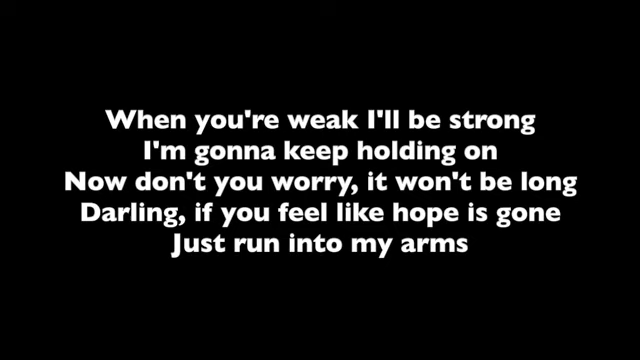 When you're weak I'll be strong
I'm gonna keep holding on
Now don't you worry, it won't be long
Darling, if you feel like hope is gone
Just run into my arms